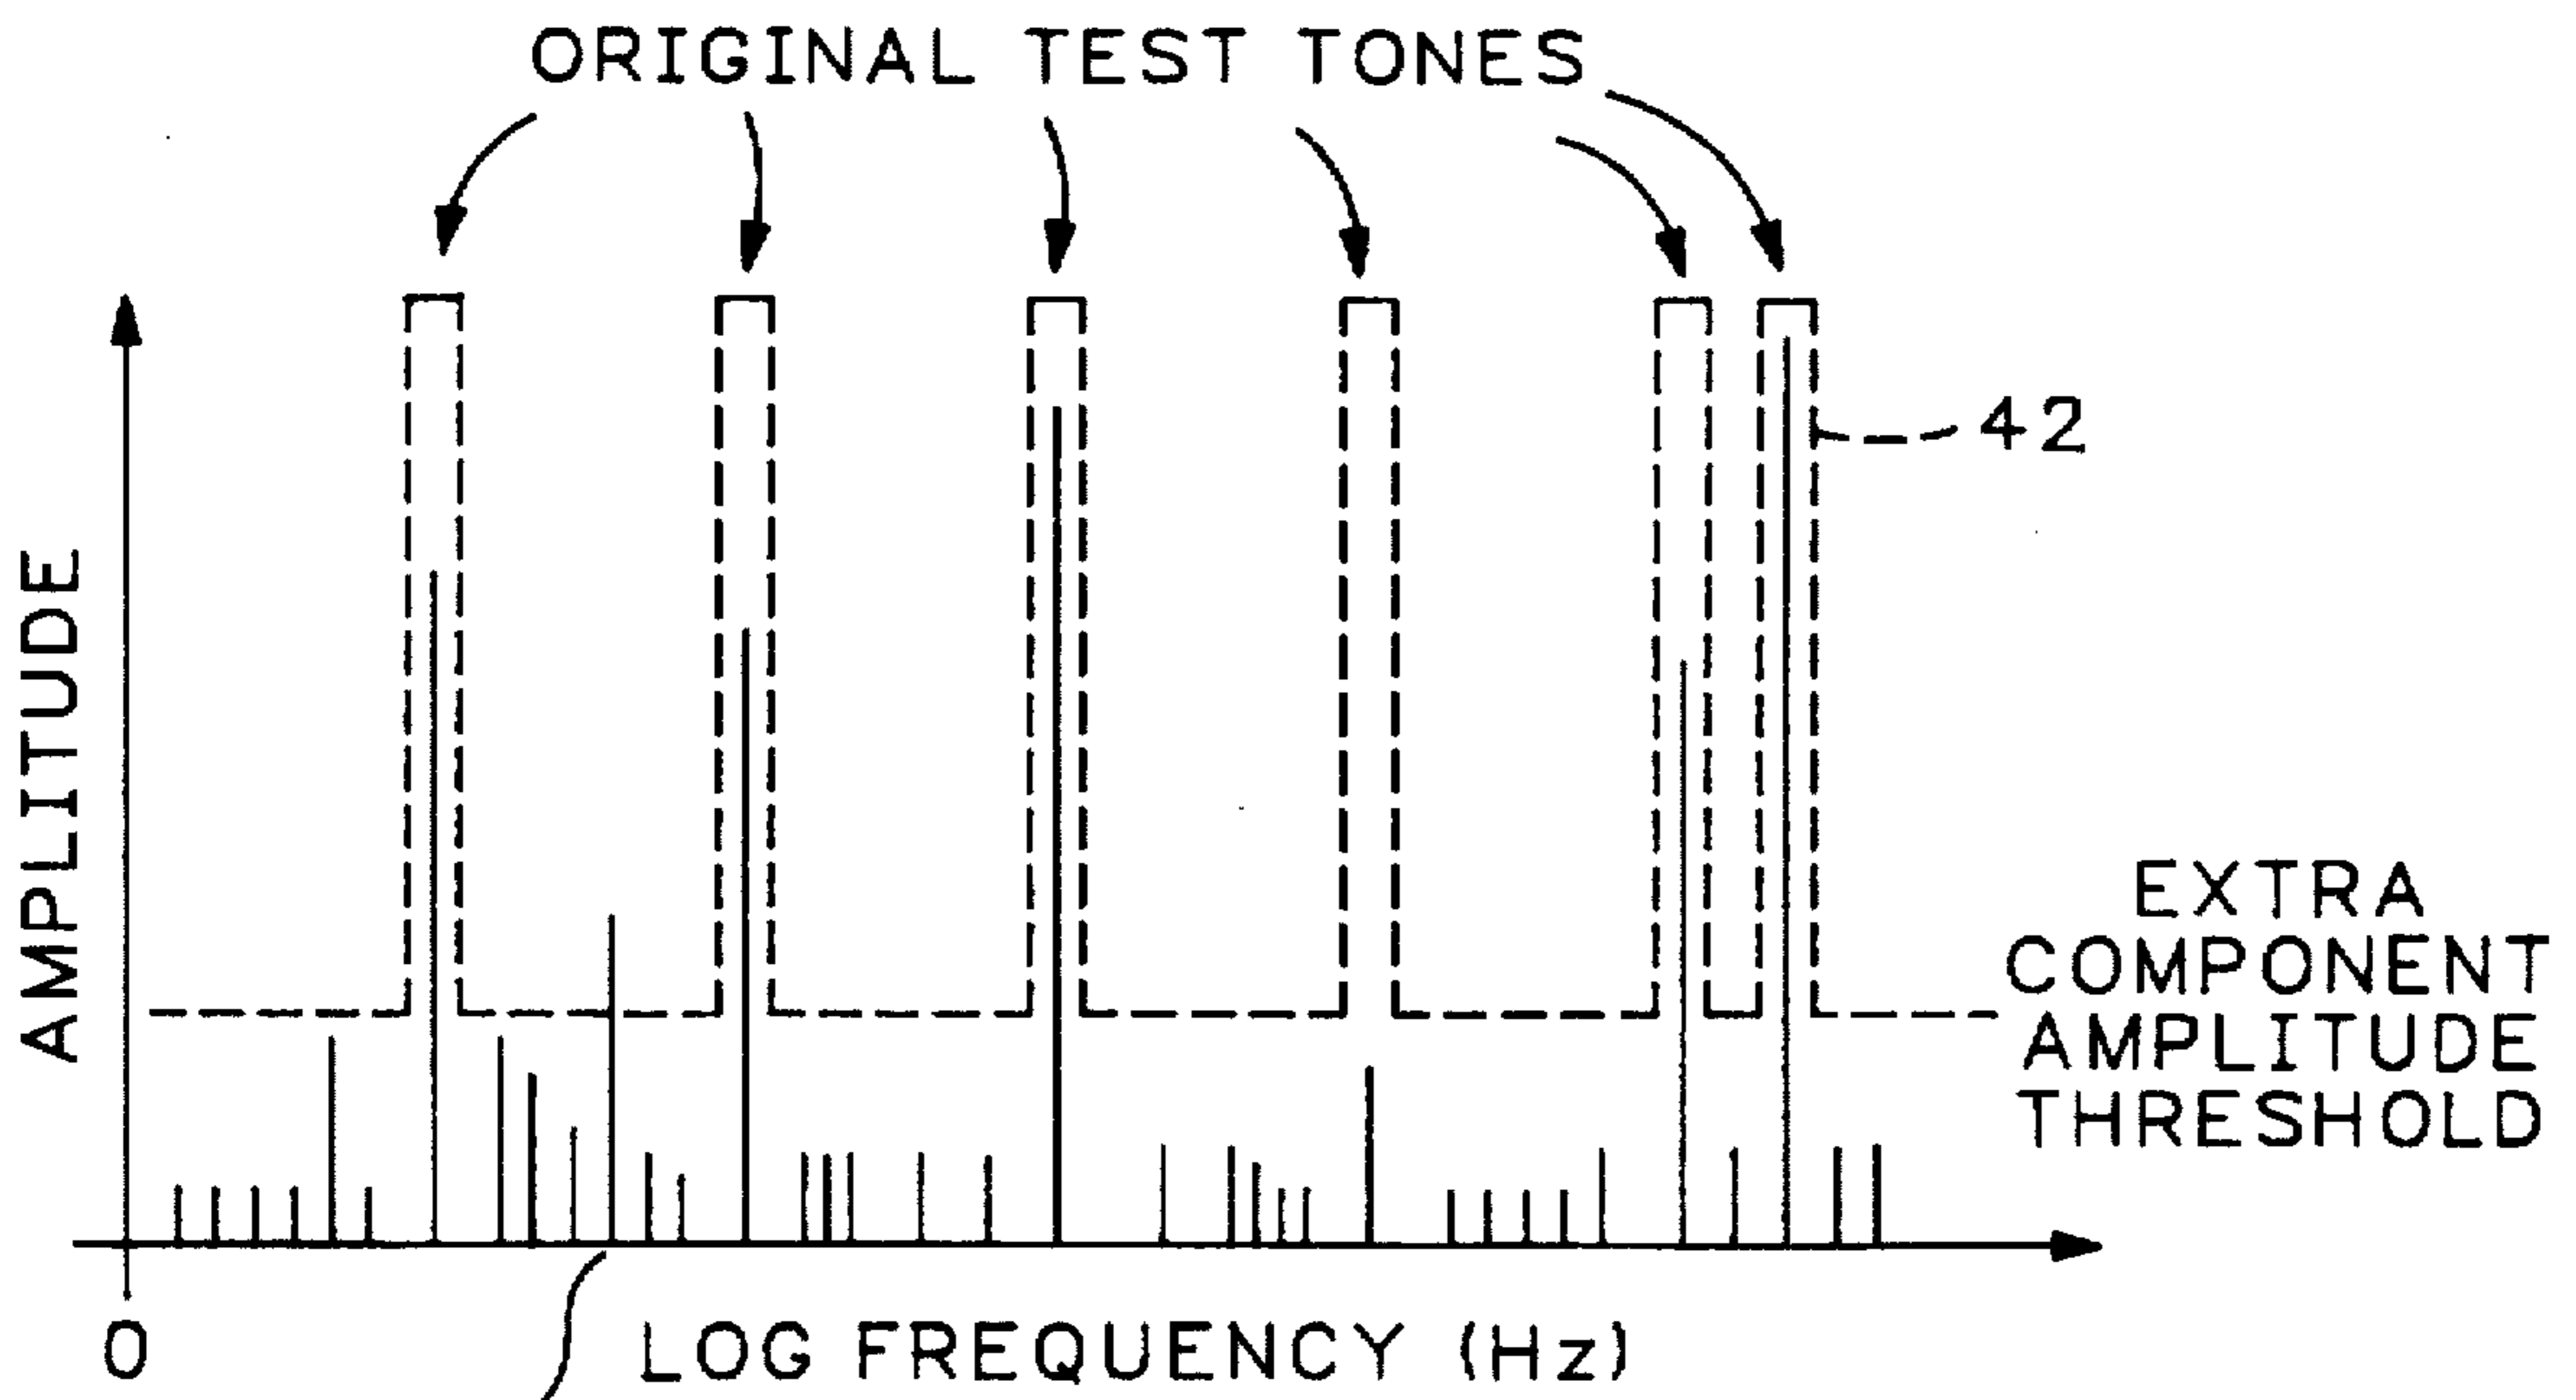 ORIGINAL TEST TONES
42
AMPLITUDE
EXTRA
COMPONENT
AMPLITUDE
THRESHOLD
0
LOG FREQUENCY (Hz)